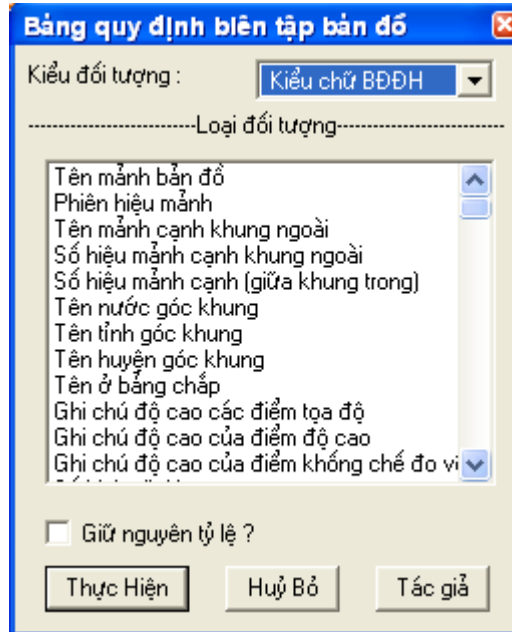 Bảng quy định biên tập bản đồ
Kiểu đối tượng :
Kiểu chữ BĐĐH
--------------------------Loại đối tượng--------------------------
Tên mảnh bản đồ
Phiên hiệu mảnh
Tên mảnh cạnh khung ngoài
Số hiệu mảnh cạnh khung ngoài
Số hiệu mảnh cạnh (giữa khung trong)
Tên nước góc khung
Tên tỉnh góc khung
Tên huyện góc khung
Tên ở bảng chắp
Ghi chú độ cao các điểm tọa độ
Ghi chú độ cao của điểm độ cao
Ghi chú độ cao của điểm khống chế đo
Giữ nguyên tỷ lệ ?
Thực Hiện
Huỷ Bỏ
Tác giả